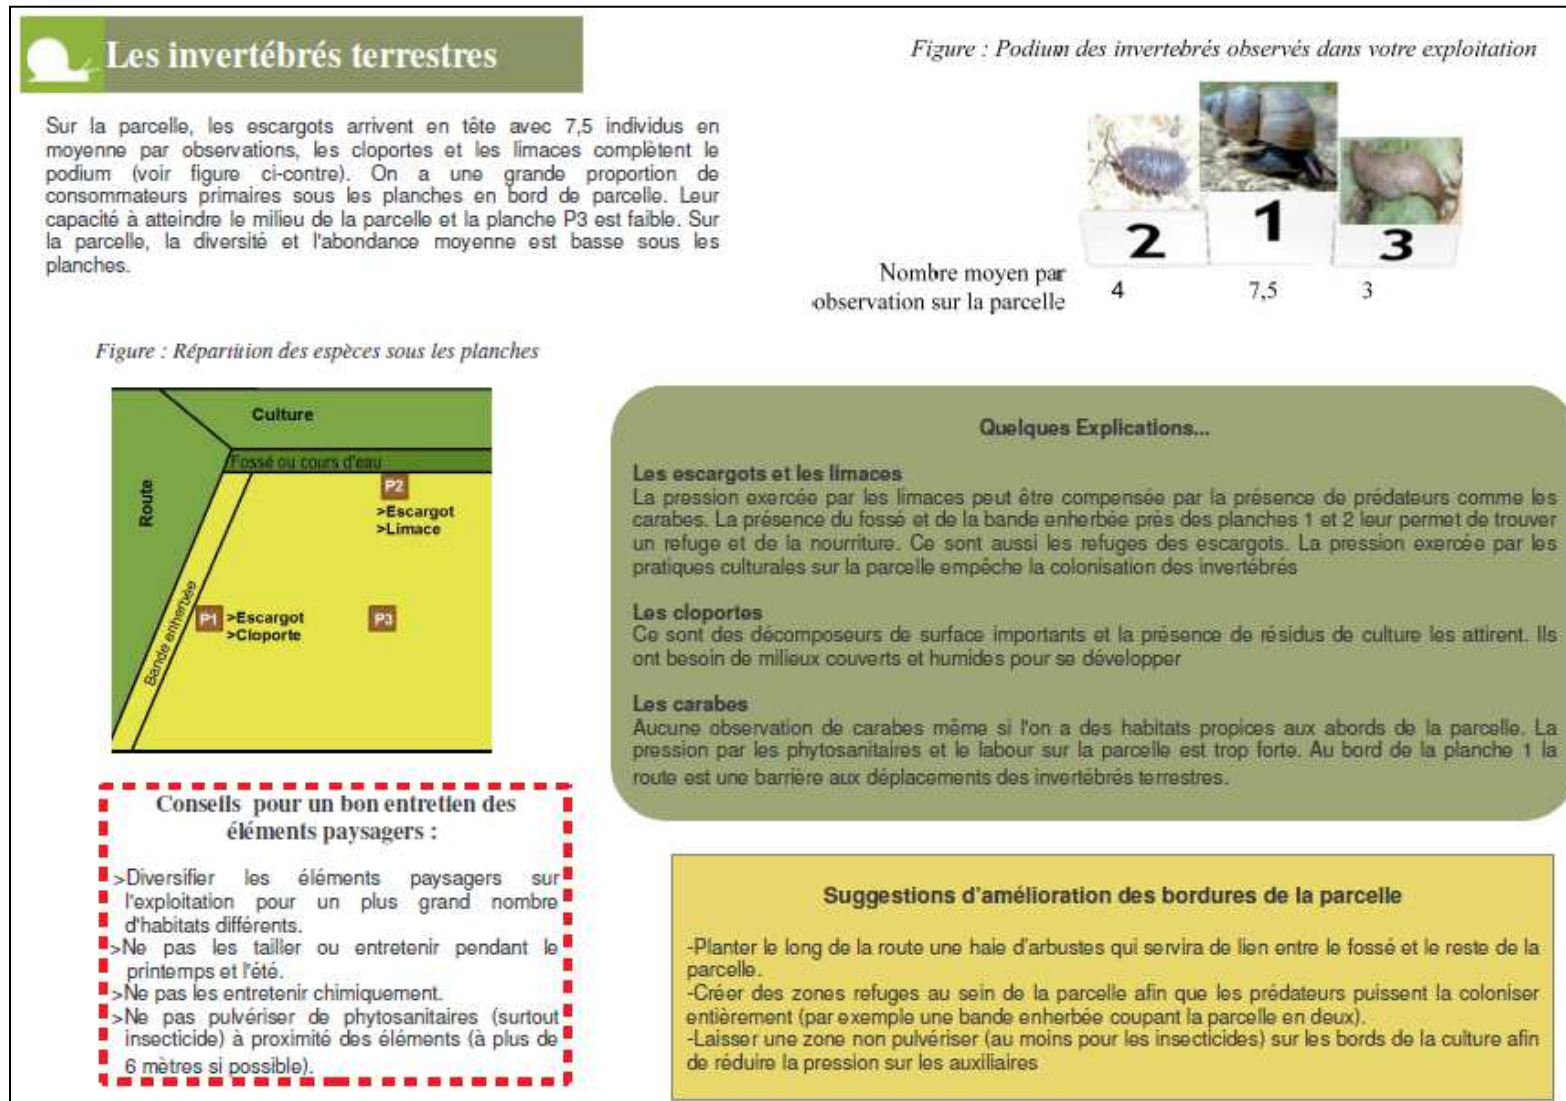 Les invertébrés terrestres
Sur la parcelle, les escargots arrivent en tête avec 7,5 individus en
moyenne par observations, les cloportes et les limaces complètent le
podium (voir figure ci-contre). On a une grande proportion de
consommateurs primaires sous les planches en bord de parcelle. Leur
capacité à atteindre le milieu de la parcelle et la planche P3 est faible. Sur
la parcelle, la diversité et l'abondance moyenne est basse sous les
planches.
Figure : Podium des invertebrés observés dans votre exploitation
2
1
3
Nombre moyen par
observation sur la parcelle
4
7,5
3
Figure : Répartition des espèces sous les planches
Culture
Fossé ou cours d'eau
Route
P2
>Escargot
>Limace
Bande enherbée
P1
>Escargot
>Cloporte
P3
Quelques Explications...
Les escargots et les limaces
La pression exercée par les limaces peut être compensée par la présence de prédateurs comme les
carabes. La présence du fossé et de la bande enherbée près des planches 1 et 2 leur permet de trouver
un refuge et de la nourriture. Ce sont aussi les refuges des escargots. La pression exercée par les
pratiques culturales sur la parcelle empêche la colonisation des invertébrés
Les cloportes
Ce sont des décomposeurs de surface importants et la présence de résidus de culture les attirent. Ils
ont besoin de milieux couverts et humides pour se développer
Les carabes
Aucune observation de carabes même si l'on a des habitats propices aux abords de la parcelle. La
pression par les phytosanitaires et le labour sur la parcelle est trop forte. Au bord de la planche 1 la
route est une barrière aux déplacements des invertébrés terrestres.
Conseils pour un bon entretien des
éléments paysagers :
>Diversifier les éléments paysagers sur
l'exploitation pour un plus grand nombre
d'habitats différents.
>Ne pas les tailler ou entretenir pendant le
printemps et l'été.
>Ne pas les entretenir chimiquement.
>Ne pas pulvériser de phytosanitaires (surtout
insecticide) à proximité des éléments (à plus de
6 mètres si possible).
Suggestions d'amélioration des bordures de la parcelle
-Planter le long de la route une haie d'arbustes qui servira de lien entre le fossé et le reste de la
parcelle.
-Créer des zones refuges au sein de la parcelle afin que les prédateurs puissent la coloniser
entièrement (par exemple une bande enherbée coupant la parcelle en deux).
-Laisser une zone non pulvériser (au moins pour les insecticides) sur les bords de la culture afin
de réduire la pression sur les auxiliaires